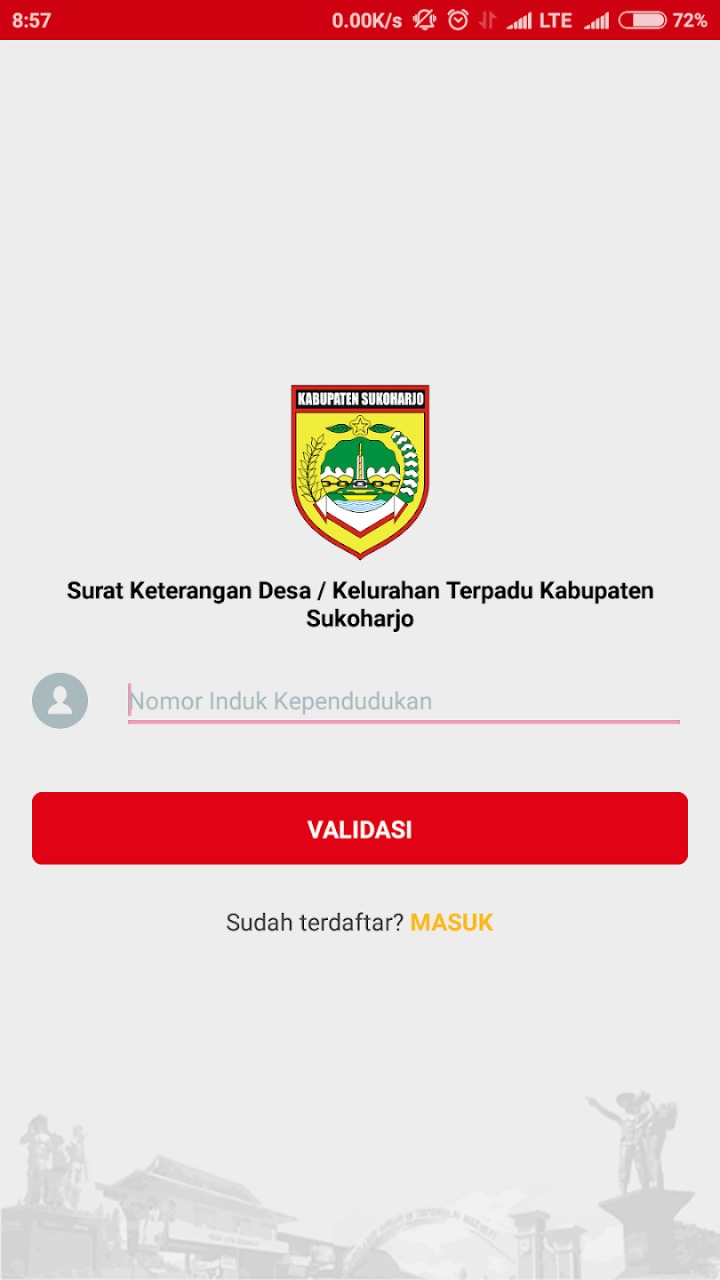 8:57 0.00K/s LTE 72%
KABUPATEN SUKOHARJO
Surat Keterangan Desa / Kelurahan Terpadu Kabupaten
Sukoharjo
Nomor Induk Kependudukan
VALIDASI
Sudah terdaftar? MASUK